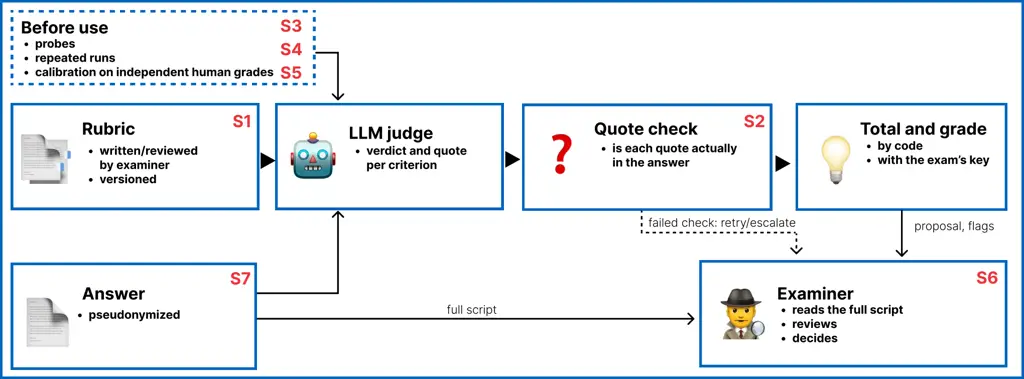 Before use
S3
• probes
S4
• repeated runs
• calibration on independent human grades
S5
Rubric
S1
• written/reviewed
by examiner
• versioned
LLM judge
• verdict and quote
per criterion
Quote check
S2
• is each quote actually
in the answer
Total and grade
• by code
• with the exam's key
failed check: retry/escalate
proposal, flags
Answer
S7
• pseudonymized
full script
Examiner
S6
• reads the full script
• reviews
• decides